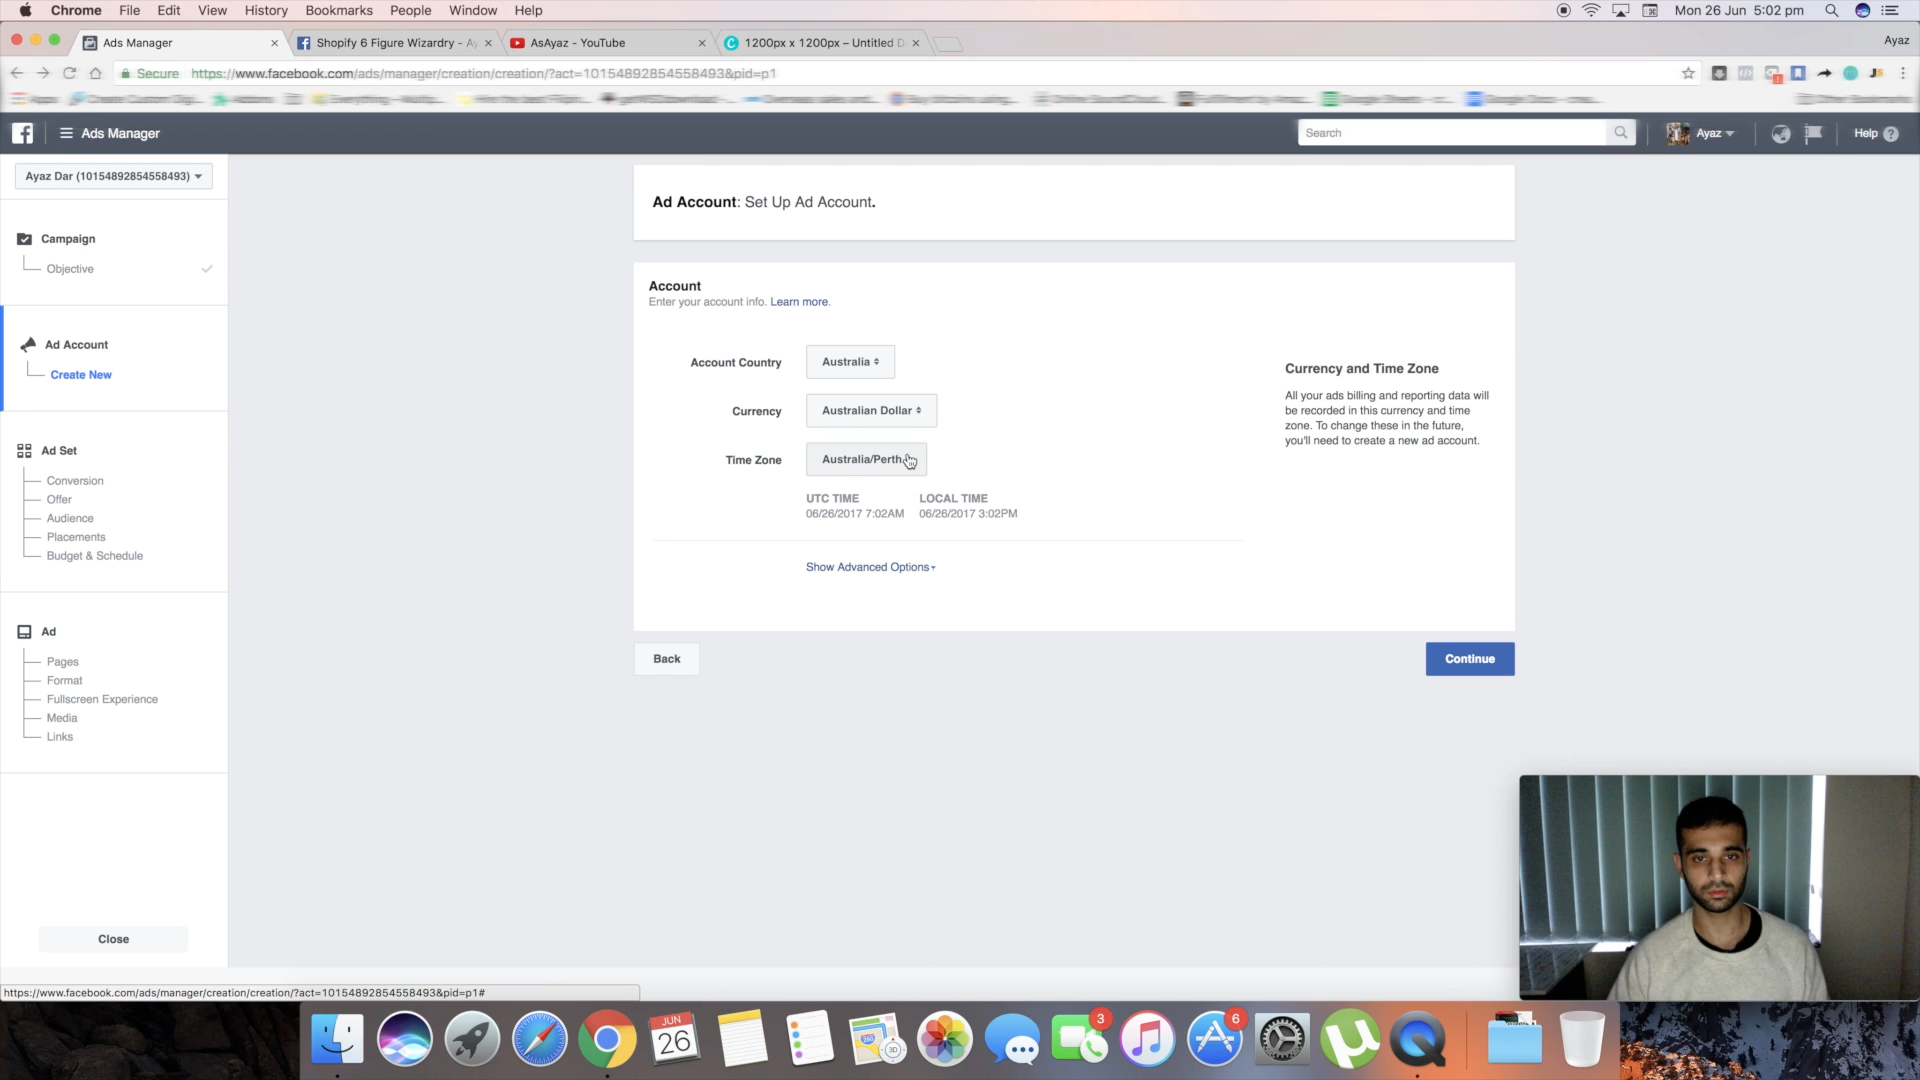 Chrome File Edit View History Bookmarks People Window Help
Mon 26 Jun 5:02 pm
Ads Manager
Shopify 6 Figure Wizardry - Ay
AsAyaz - YouTube
1200px x 1200px – Untitled D
Ayaz
Secure https://www.facebook.com/ads/manager/creation/creation/?act=10154892854558493&pid=p1
Ads Manager
Search
Ayaz
Help
Ayaz Dar (10154892854558493)
Campaign
Objective
Ad Account
Create New
Ad Set
Conversion
Offer
Audience
Placements
Budget & Schedule
Ad
Pages
Format
Fullscreen Experience
Media
Links
Close
Ad Account: Set Up Ad Account.
Account
Enter your account info. Learn more.
Account Country Australia
Currency Australian Dollar
Time Zone Australia/Perth
UTC TIME LOCAL TIME
06/26/2017 7:02AM 06/26/2017 3:02PM
Show Advanced Options
Currency and Time Zone
All your ads billing and reporting data will
be recorded in this currency and time
zone. To change these in the future,
you'll need to create a new ad account.
Back
Continue
https://www.facebook.com/ads/manager/creation/creation/?act=10154892854558493&pid=p1#
JUN
26
280
3D
3
6